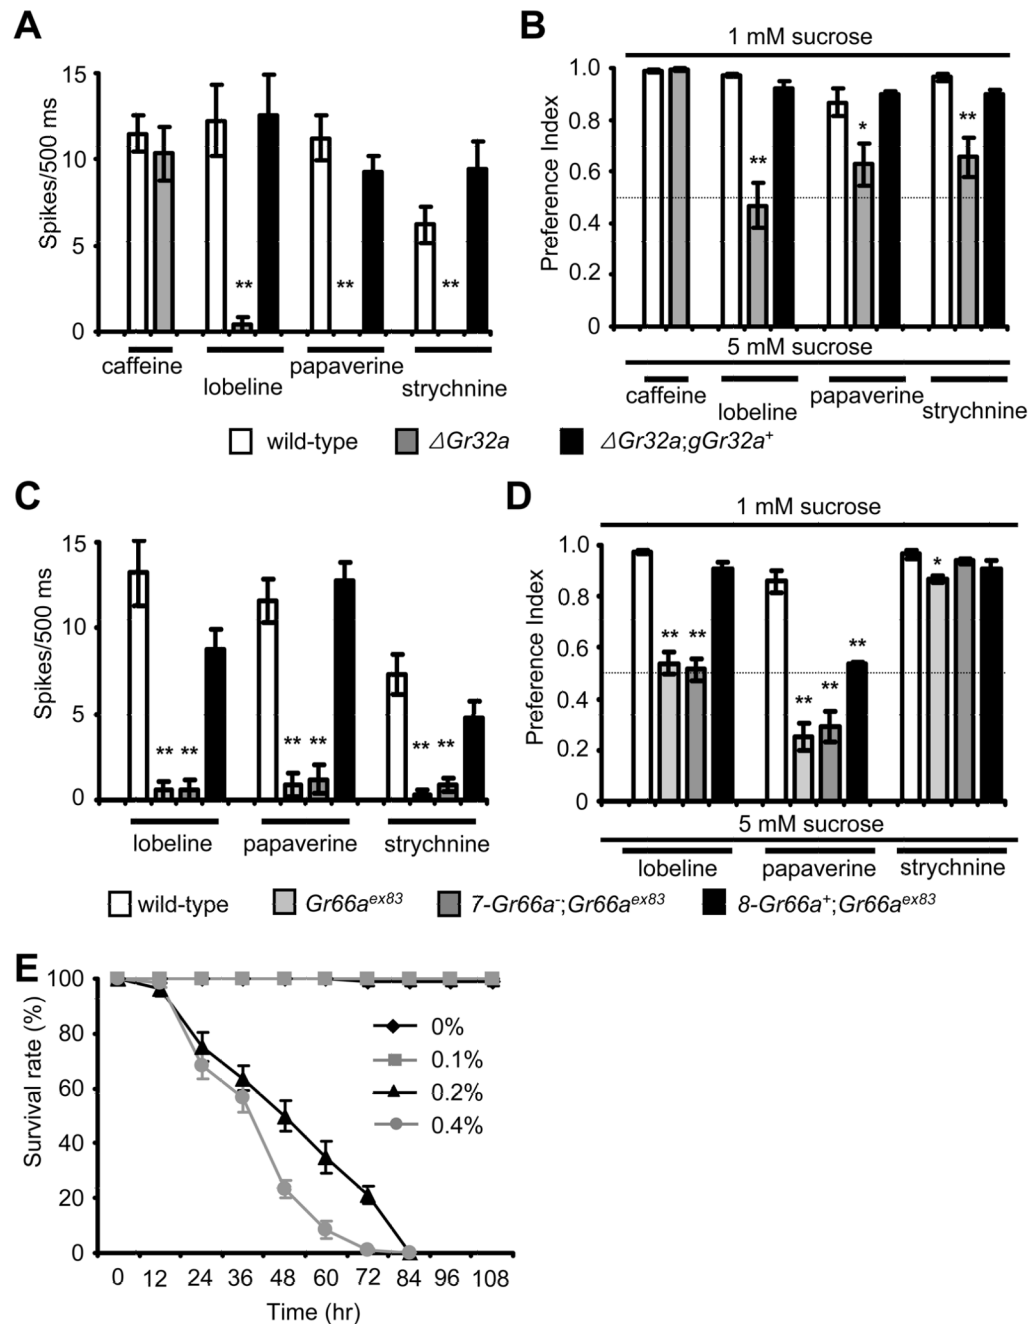 A
Spikes/500 ms
15
10
5
0
** ** **
caffeine
lobeline
papaverine
strychnine
B
1 mM sucrose
Preference Index
1.0
0.8
0.6
0.4
0.2
0
** * **
5 mM sucrose
caffeine
lobeline
papaverine
strychnine
wild-type ΔGr32a ΔGr32a;gGr32a+
C
Spikes/500 ms
15
10
5
0
** ** ** ** ** **
lobeline papaverine strychnine
D
1 mM sucrose
Preference Index
1.0
0.8
0.6
0.4
0.2
0
** ** ** ** ** *
5 mM sucrose
lobeline papaverine strychnine
wild-type Gr66aex83 7-Gr66a-;Gr66aex83 8-Gr66a+;Gr66aex83
E
Survival rate (%)
100
80
60
40
20
0
0%
0.1%
0.2%
0.4%
0 12 24 36 48 60 72 84 96 108
Time (hr)